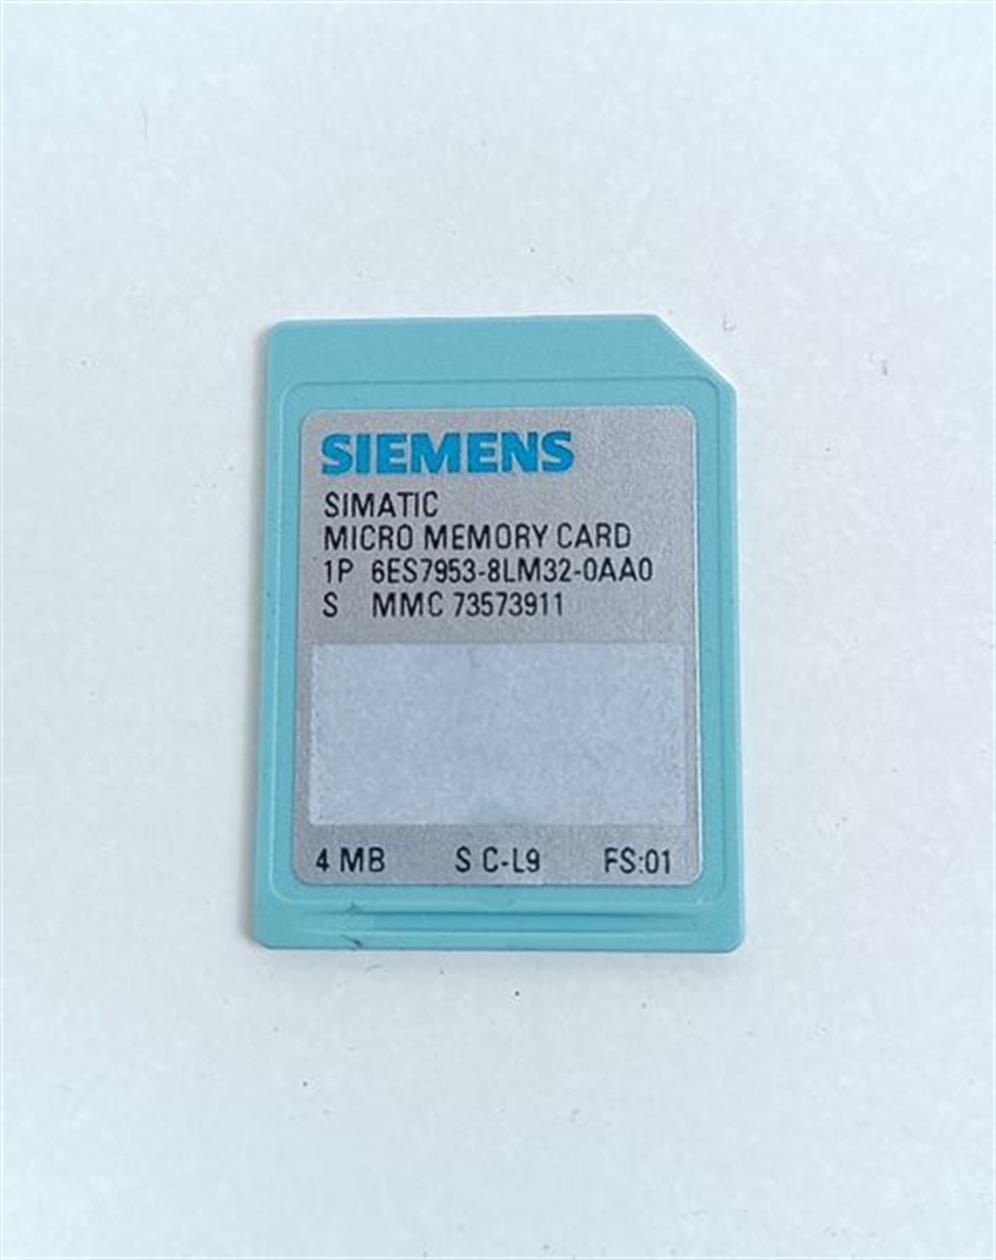 SIEMENS
SIMATIC
MICRO MEMORY CARD
1P 6ES7953-8LM32-0AA0
S MMC 73573911
4 MB S C-L9 FS:01